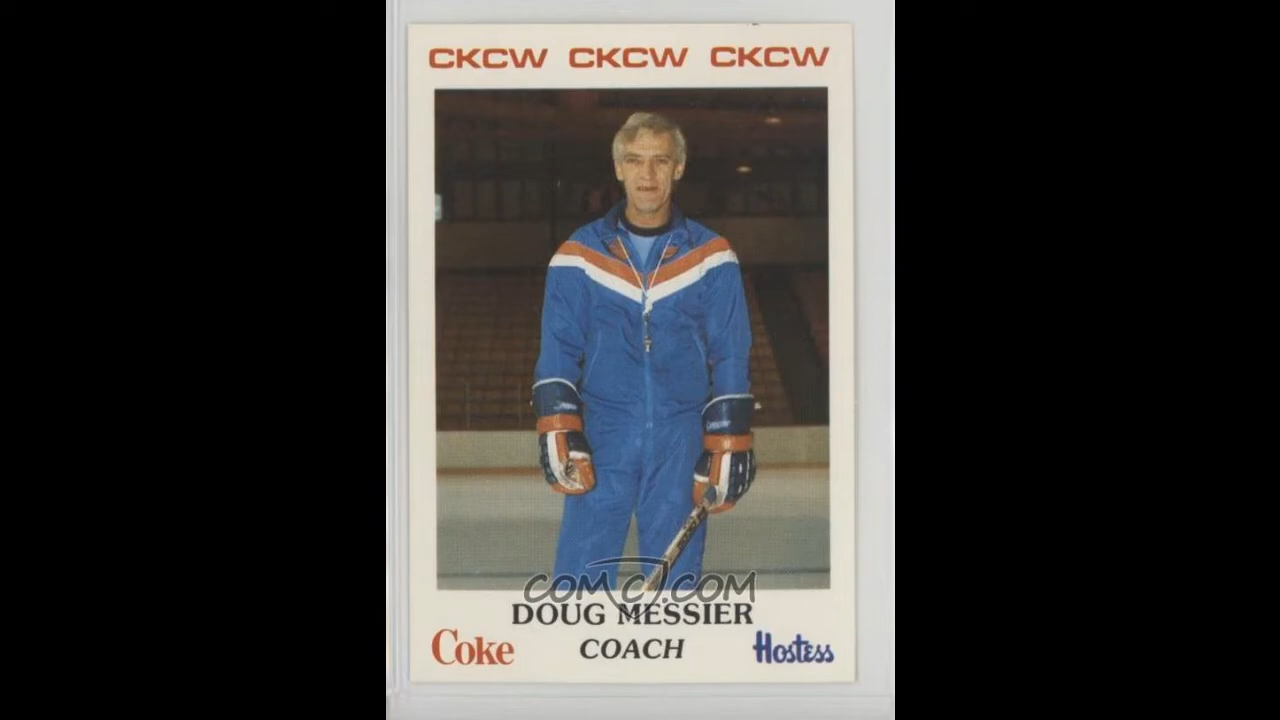 CKCW CKCW CKCW
COMC.COM
DOUG MESSIER
COACH
Coke
Hostess